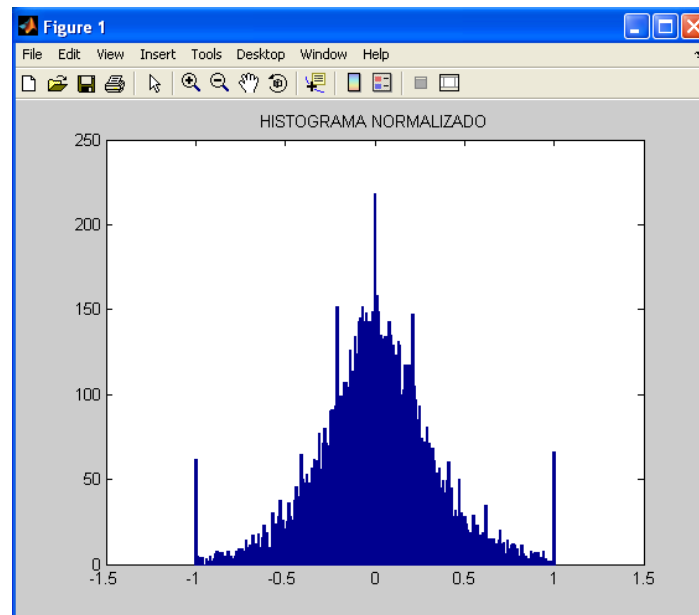 Figure 1
File Edit View Insert Tools Desktop Window Help
HISTOGRAMA NORMALIZADO
250
200
150
100
50
0
-1.5 -1 -0.5 0 0.5 1 1.5